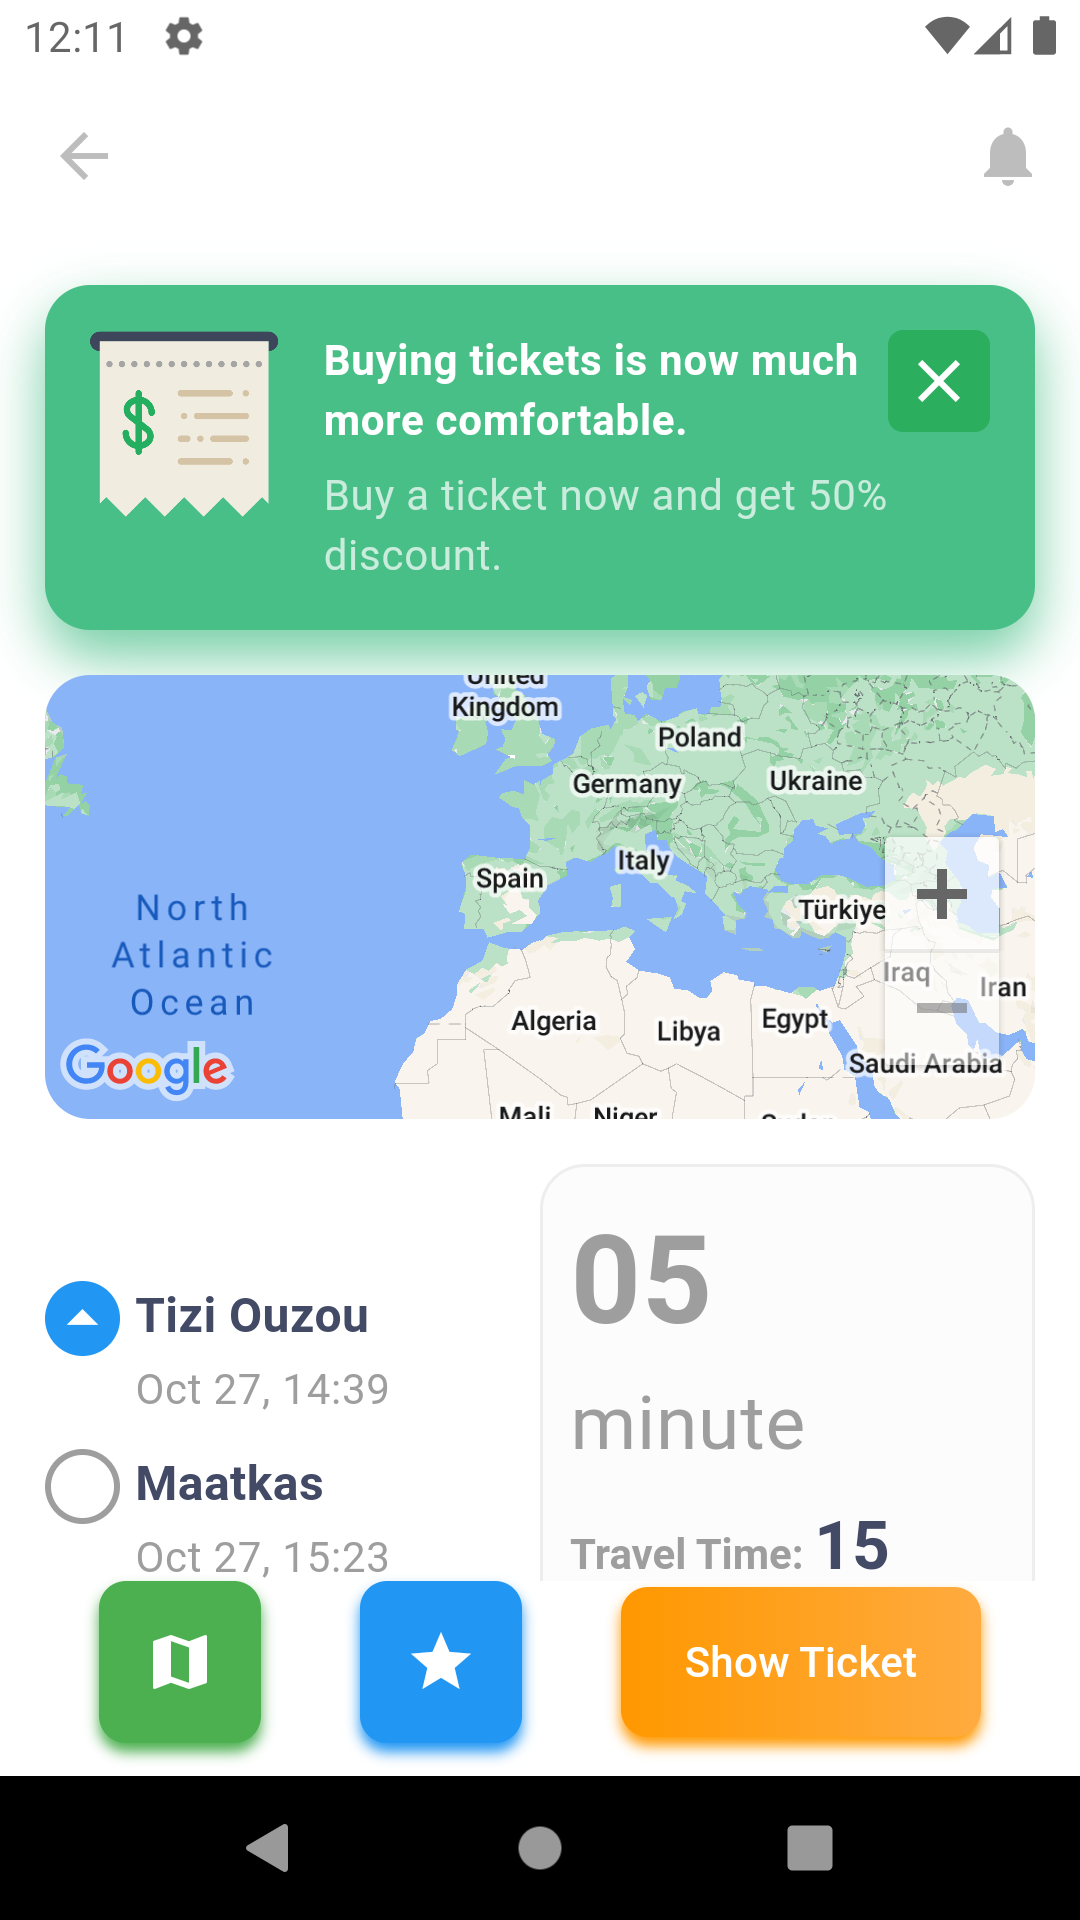 12:11
Buying tickets is now much
more comfortable.
Buy a ticket now and get 50%
discount.
$
United
Kingdom
Poland
Germany
Ukraine
Italy
Spain
Türkiye
North
Atlantic
Ocean
Iraq
Iran
Algeria
Libya
Egypt
Saudi Arabia
Google
Mali
Niger
Sudan
05
minute
Tizi Ouzou
Oct 27, 14:39
Maatkas
Oct 27, 15:23
Travel Time: 15
Show Ticket